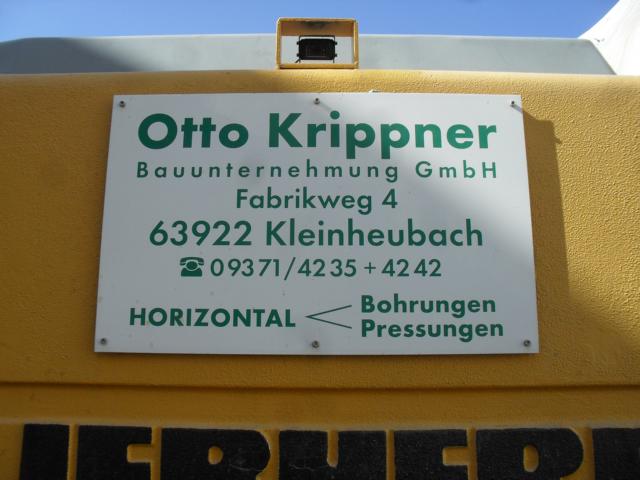 Otto Krippner
Bauunternehmung GmbH
Fabrikweg 4
63922 Kleinheubach
☎ 09371/4235 + 4242
HORIZONTAL < Bohrungen
Pressungen